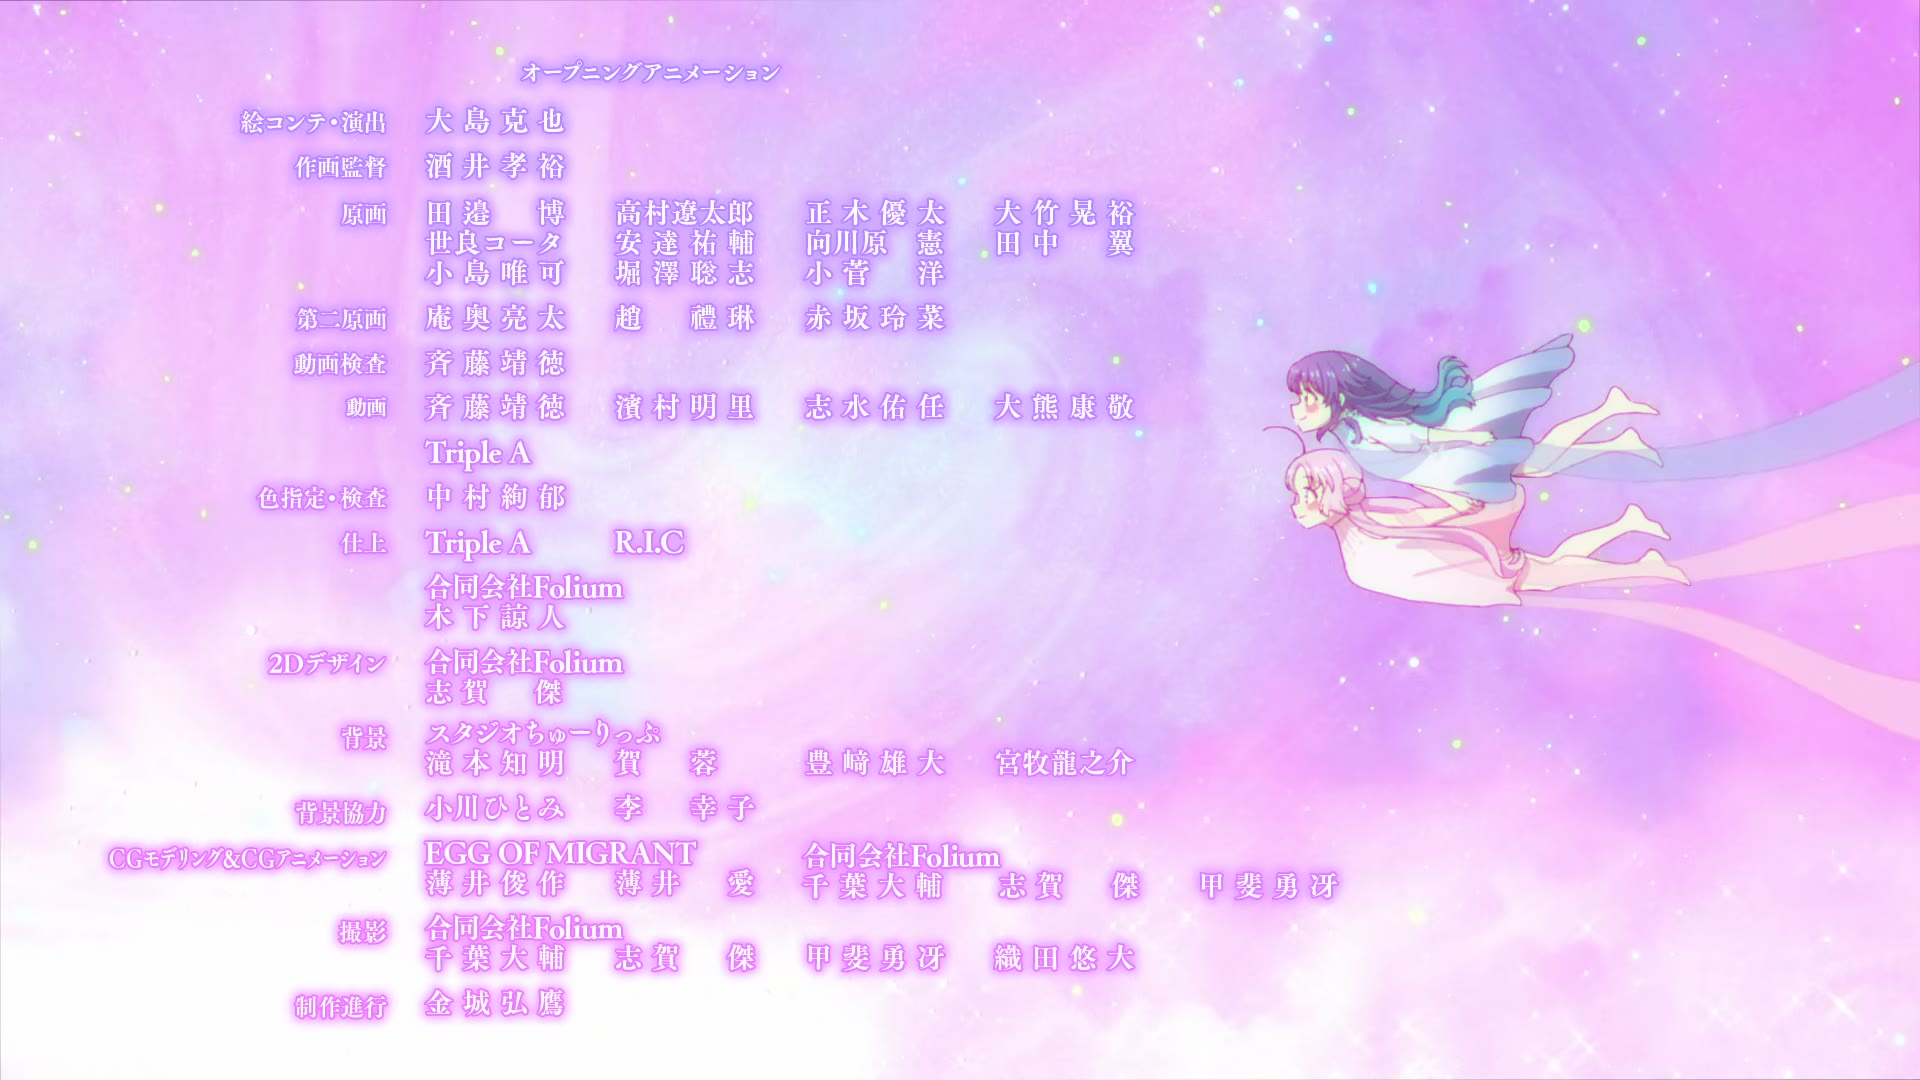 オープニングアニメーション
絵コンテ・演出 大島克也
作画監督 酒井孝裕
原画 田邉 博 高村遼太郎 正木優太 大竹晃裕
世良コータ 安達祐輔 向川原 憲 田中 翼
小島唯可 堀澤聡志 小菅 洋
第二原画 庵奥亮太 趙 禮琳 赤坂玲菜
動画検査 斉藤靖徳
動画 斉藤靖徳 濱村明里 志水佑任 大熊康敬
Triple A
色指定・検査 中村絢郁
仕上 Triple A R.I.C
合同会社Folium
木下諒人
2Dデザイン 合同会社Folium
志賀 傑
背景 スタジオちゅーりっぷ
滝本知明 賀 蓉 豊﨑雄大 宮牧龍之介
背景協力 小川ひとみ 李 幸子
CGモデリング&CGアニメーション EGG OF MIGRANT 合同会社Folium
薄井俊作 薄井 愛 千葉大輔 志賀 傑 甲斐勇冴
撮影 合同会社Folium
千葉大輔 志賀 傑 甲斐勇冴 織田悠大
制作進行 金城弘鷹